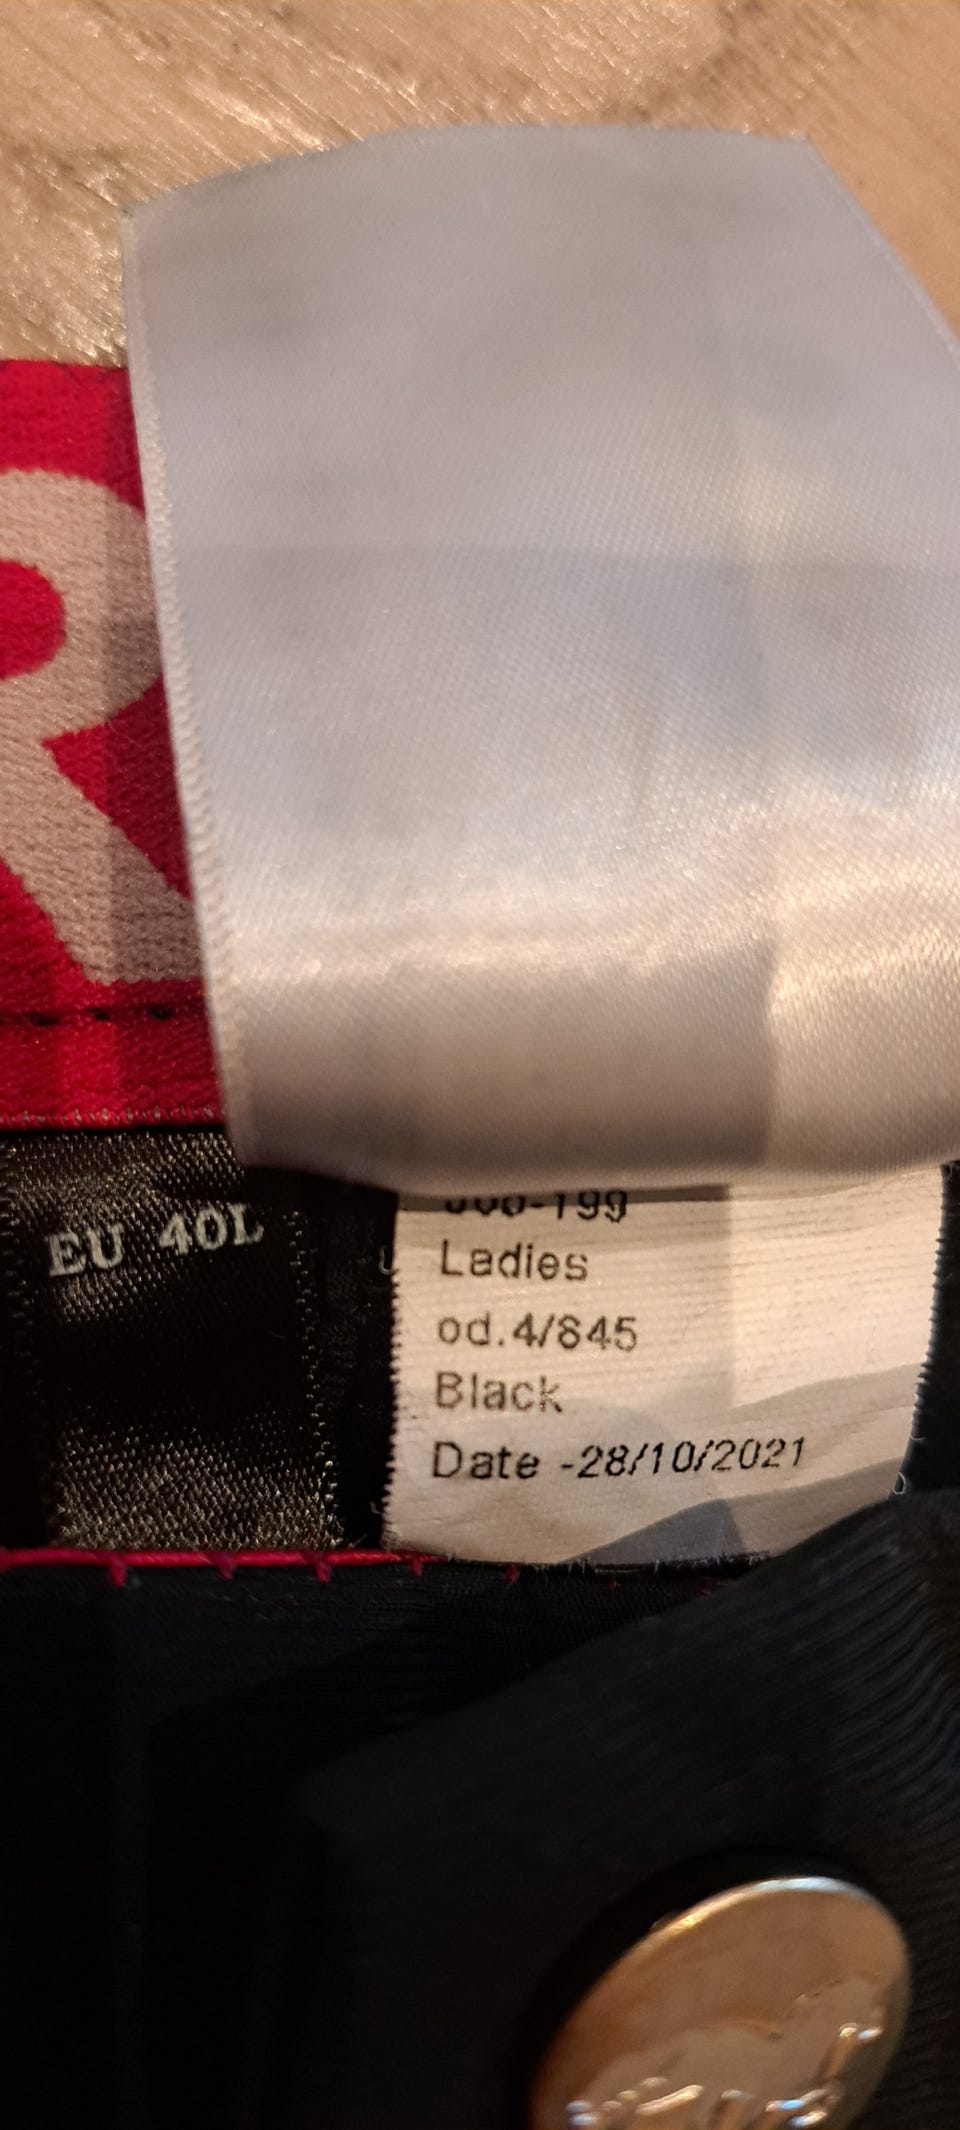 R
EU 40L
Ladies
od.4/845
Black
Date -28/10/2021